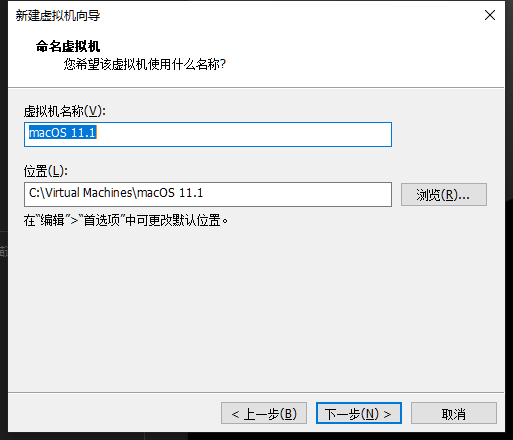 新建虚拟机向导
命名虚拟机
您希望该虚拟机使用什么名称?
虚拟机名称(V):
macOS 11.1
位置(L):
C:\Virtual Machines\macOS 11.1
浏览(R)...
在“编辑”>“首选项”中可更改默认位置。
< 上一步(B)
下一步(N) >
取消